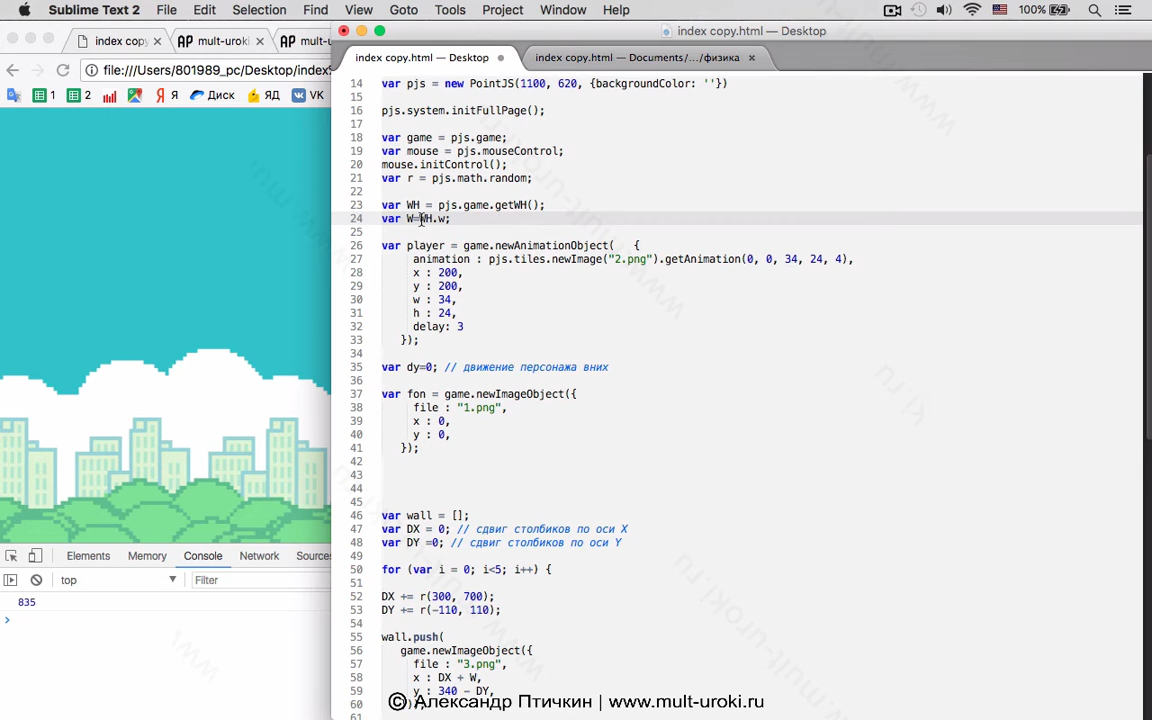 Sublime Text 2 File Edit Selection Find View Goto Tools Project Window Help 100%
index copy.html — Desktop
index copy × AP mult-uroki × AP mult-u
index copy.html — Desktop index copy.html — Documents/.../физика ×
file:///Users/801989_pc/Desktop/index%
1 2 Я Я Диск ЯД VK
14 var pjs = new PointJS(1100, 620, {backgroundColor: ''})
15
16 pjs.system.initFullPage();
17
18 var game = pjs.game;
19 var mouse = pjs.mouseControl;
20 mouse.initControl();
21 var r = pjs.math.random;
22
23 var WH = pjs.game.getWH();
24 var W=WH.w;
25
26 var player = game.newAnimationObject( {
27 animation : pjs.tiles.newImage("2.png").getAnimation(0, 0, 34, 24, 4),
28 x : 200,
29 y : 200,
30 w : 34,
31 h : 24,
32 delay: 3
33 });
34
35 var dy=0; // движение персонажа вних
36
37 var fon = game.newImageObject({
38 file : "1.png",
39 x : 0,
40 y : 0,
41 });
42
43
44
45
46 var wall = [];
47 var DX = 0; // сдвиг столбиков по оси X
48 var DY =0; // сдвиг столбиков по оси Y
49
50 for (var i = 0; i<5; i++) {
51
52 DX += r(300, 700);
53 DY += r(-110, 110);
54
55 wall.push(
56 game.newImageObject({
57 file : "3.png",
58 x : DX + W,
59 y : 340 - DY,
60 })
61
Elements Memory Console Network Sources
top Filter
835
© Александр Птичкин | www.mult-uroki.ru